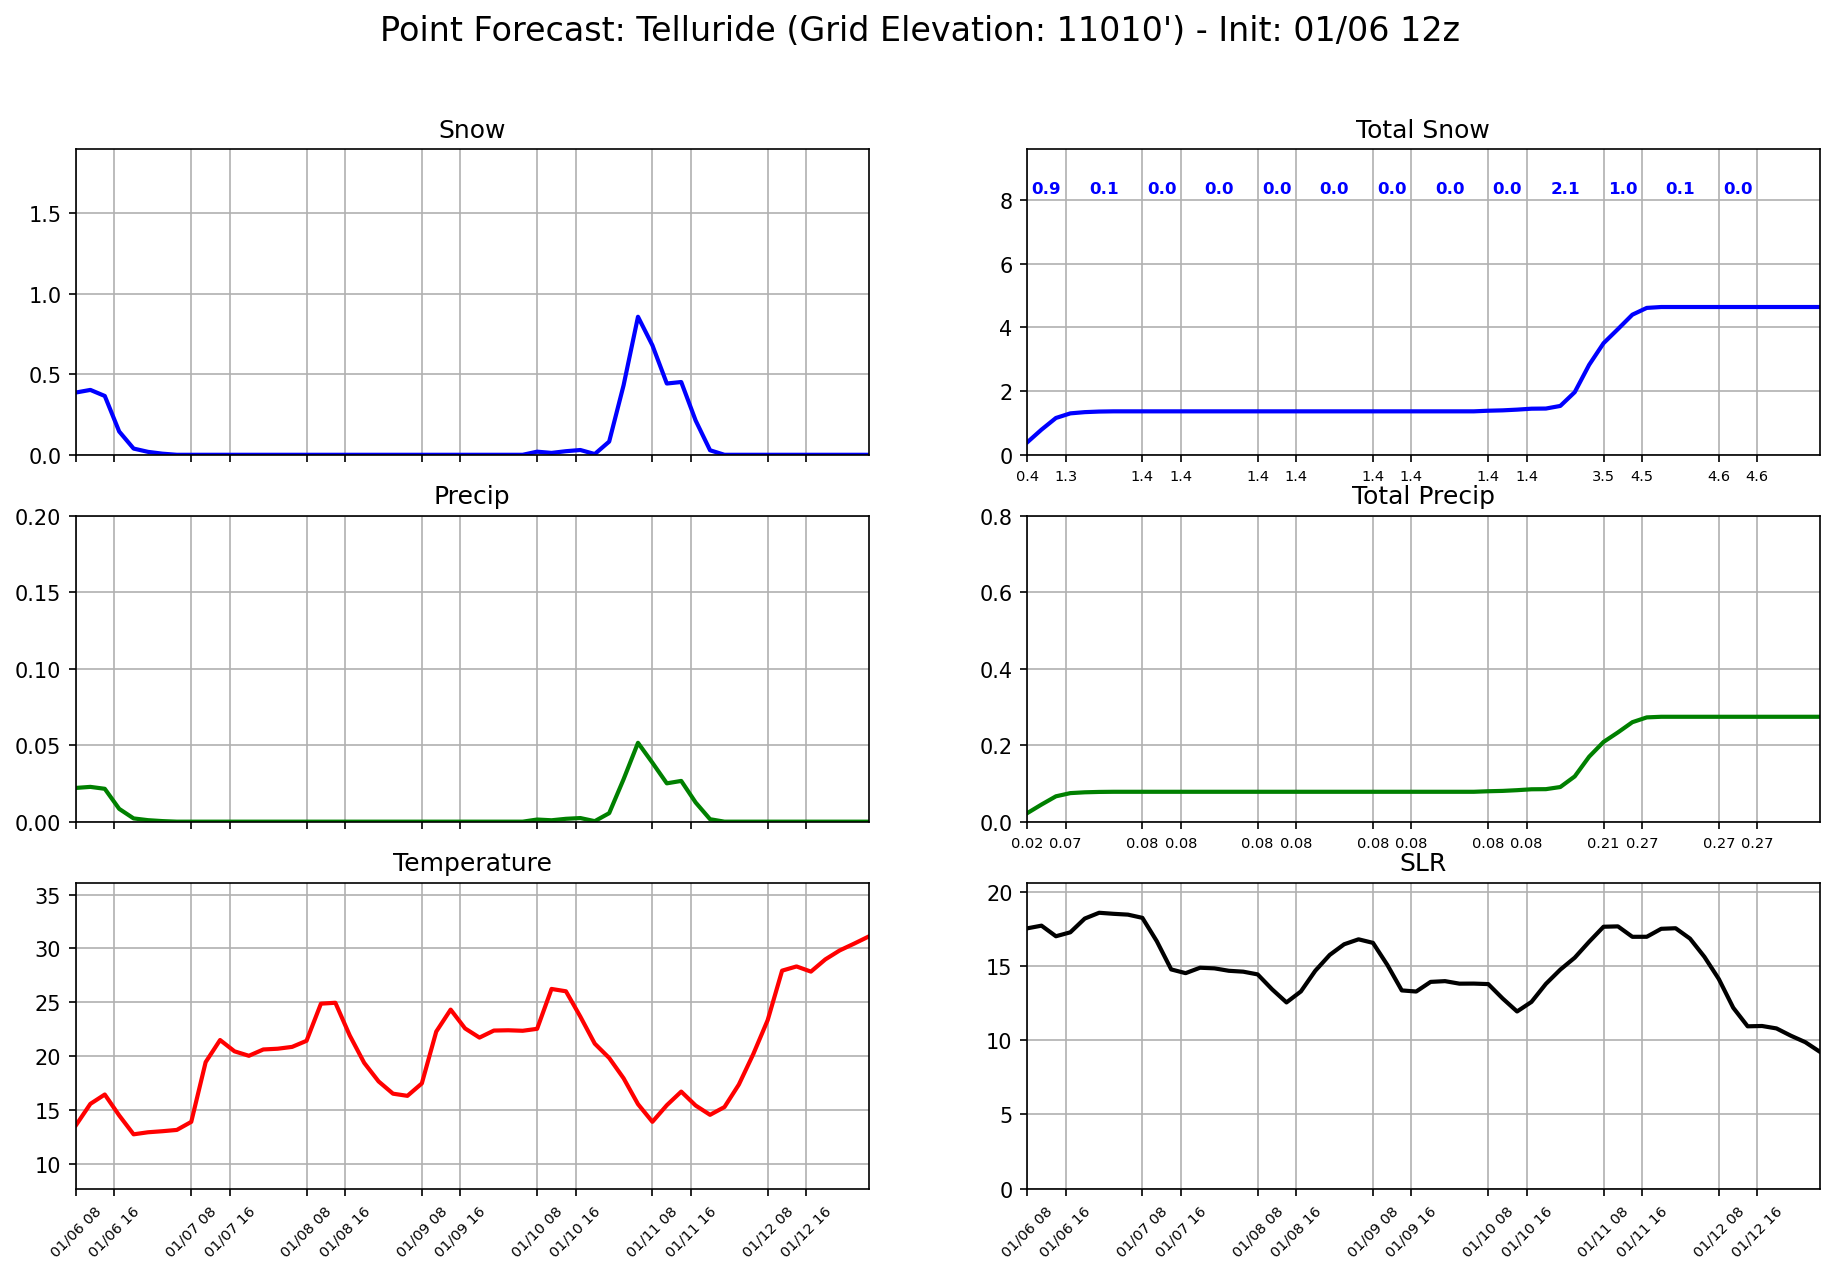 Point Forecast: Telluride (Grid Elevation: 11010') - Init: 01/06 12z
Snow
1.5
1.0
0.5
0.0
Total Snow
0.9 0.1 0.0 0.0 0.0 0.0 0.0 0.0 0.0 2.1 1.0 0.1 0.0
8
6
4
2
0
0.4 1.3 1.4 1.4 1.4 1.4 1.4 1.4 1.4 1.4 3.5 4.5 4.6 4.6
Precip
0.20
0.15
0.10
0.05
0.00
Total Precip
0.8
0.6
0.4
0.2
0.0
0.02 0.07 0.08 0.08 0.08 0.08 0.08 0.08 0.08 0.08 0.21 0.27 0.27 0.27
Temperature
35
30
25
20
15
10
01/06 08 01/06 16 01/07 08 01/07 16 01/08 08 01/08 16 01/09 08 01/09 16 01/10 08 01/10 16 01/11 08 01/11 16 01/12 08 01/12 16
SLR
20
15
10
5
0
01/06 08 01/06 16 01/07 08 01/07 16 01/08 08 01/08 16 01/09 08 01/09 16 01/10 08 01/10 16 01/11 08 01/11 16 01/12 08 01/12 16